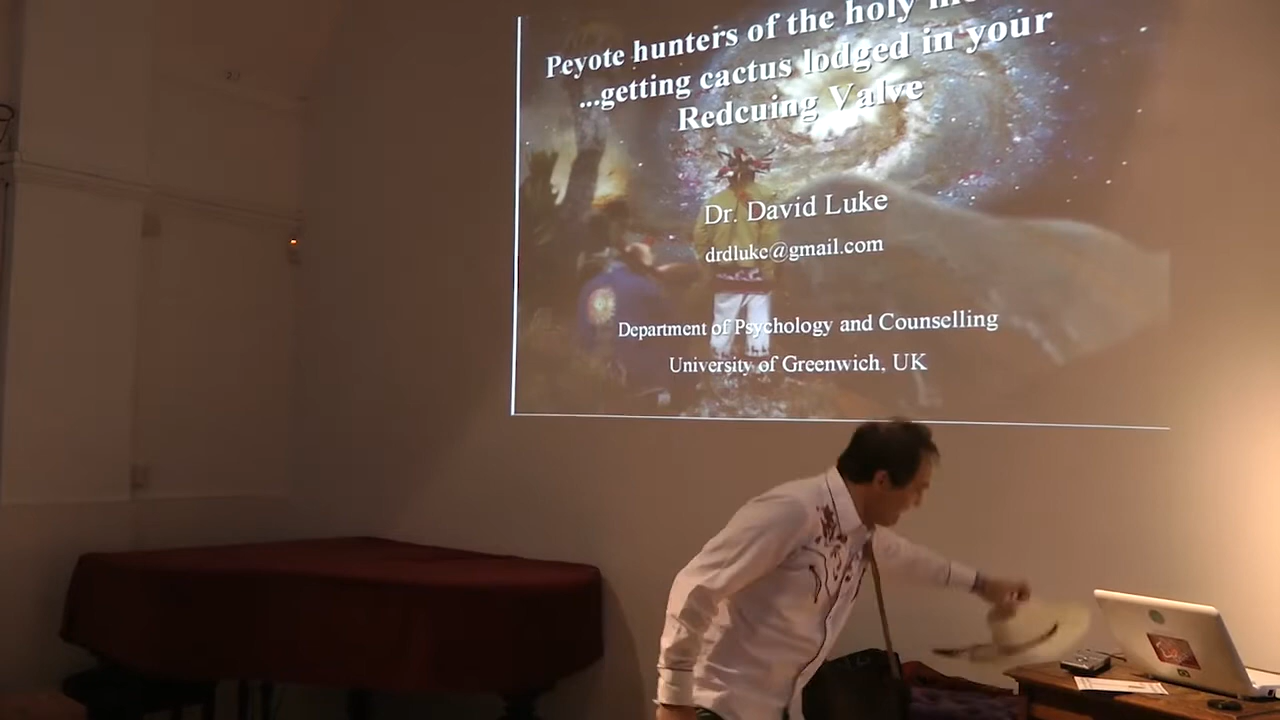 Peyote hunters of the holy
...getting cactus lodged in your
Redcuing Valve
Dr. David Luke
drdluke@gmail.com
Department of Psychology and Counselling
University of Greenwich, UK